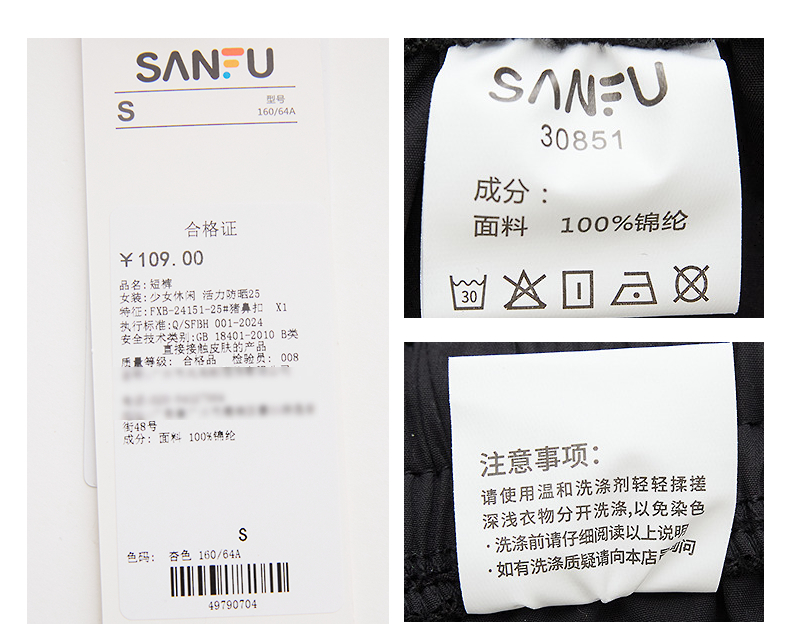 SANFU
S
型号
160/64A
合格证
￥109.00
品名:短裤
女装:少女休闲 活力防晒25
特征:FXB-24151-25#猪鼻扣 X1
执行标准:Q/SFBH 001-2024
安全技术类别:GB 18401-2010 B类
直接接触皮肤的产品
质量等级: 合格品 检验员: 008
街48号
成分: 面料 100%锦纶
S
色码: 杏色 160/64A
49790704
SANFU
30851
成分:
面料 100%锦纶
30
注意事项:
请使用温和洗涤剂轻轻揉搓
深浅衣物分开洗涤,以免染色
·洗涤前请仔细阅读以上说明
·如有洗涤质疑请向本店 询问